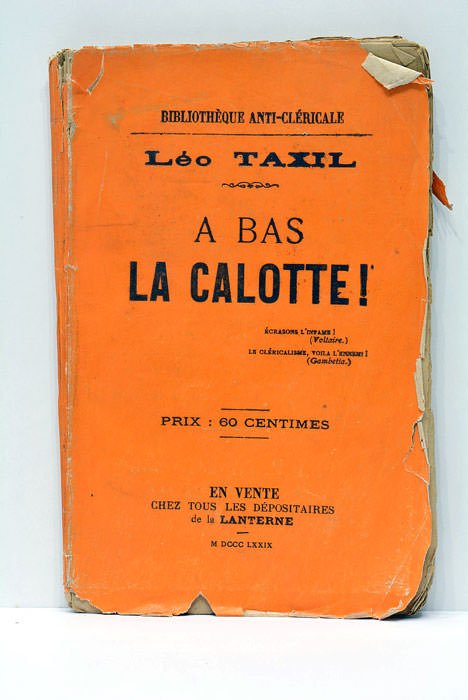 BIBLIOTHÈQUE ANTI-CLÉRICALE
Léo TAXIL
A BAS
LA CALOTTE!
ÉCRASONS L'INFAME!
(Voltaire.)
LE CLÉRICALISME, VOILA L'ENNEMI!
(Gambetta.)
PRIX : 60 CENTIMES
EN VENTE
CHEZ TOUS LES DÉPOSITAIRES
de la LANTERNE
M DCCC LXXIX